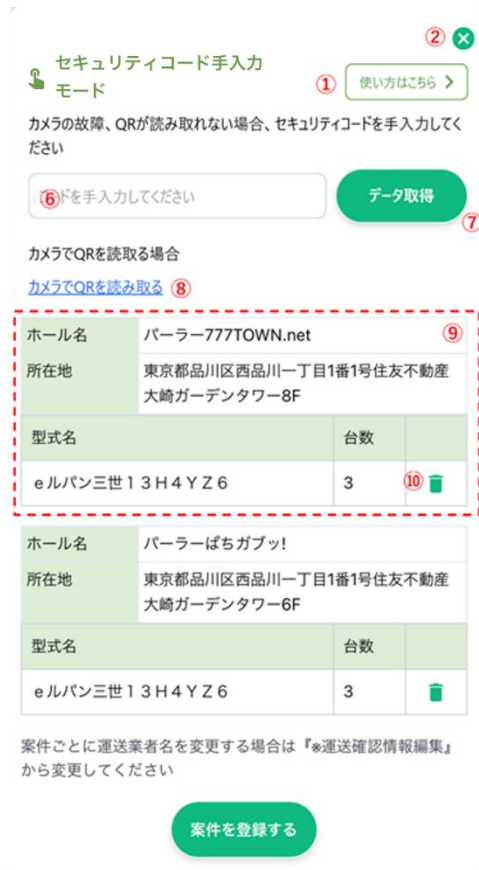 ②
セキュリティコード手入力
モード
① 使い方はこちら
カメラの故障、QRが読み取れない場合、セキュリティコードを手入力してく
ださい
⑥ドを手入力してください
データ取得
⑦
カメラでQRを読取る場合
カメラでQRを読み取る ⑧
ホール名 パーラー777TOWN.net ⑨
所在地 東京都品川区西品川一丁目1番1号住友不動産
大崎ガーデンタワー8F
型式名 台数
eルパン三世13H4YZ6 3 ⑩
ホール名 パーラーぱちガブッ!
所在地 東京都品川区西品川一丁目1番1号住友不動産
大崎ガーデンタワー6F
型式名 台数
eルパン三世13H4YZ6 3
案件ごとに運送業者名を変更する場合は『※運送確認情報編集』
から変更してください
案件を登録する